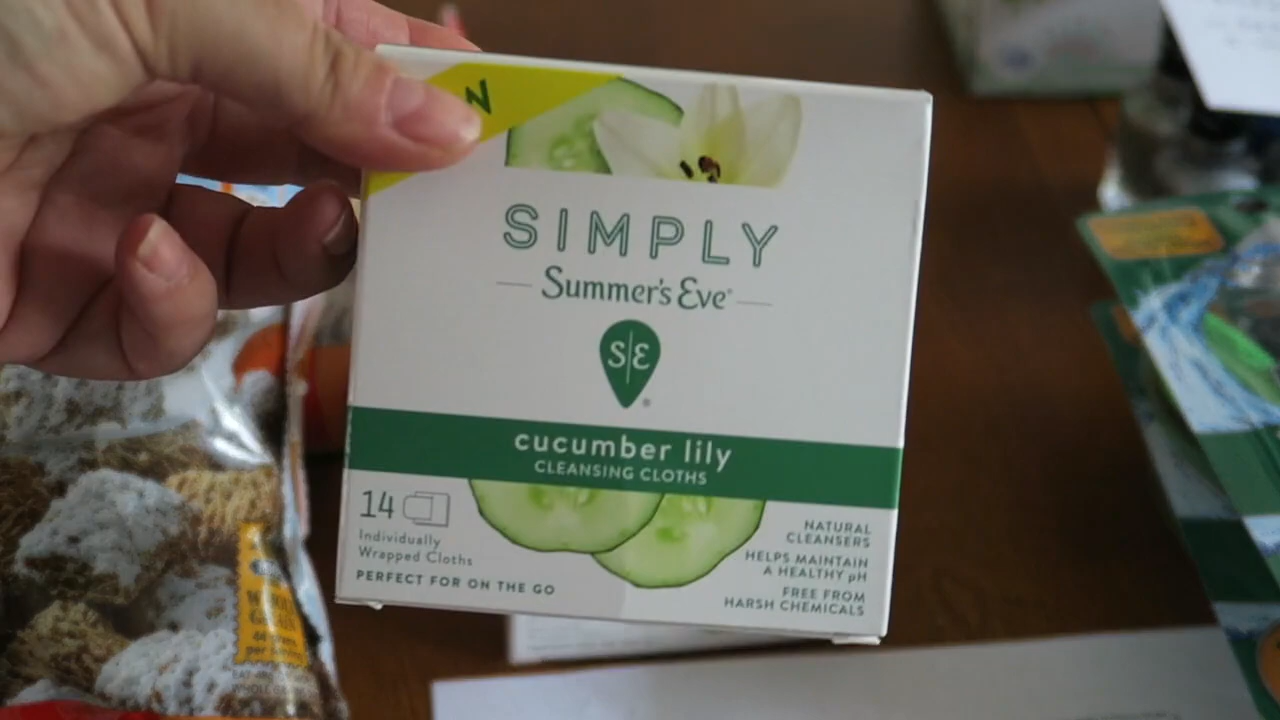 N
SIMPLY
Summer's Eve®
S|E®
cucumber lily
CLEANSING CLOTHS
14
Individually
Wrapped Cloths
PERFECT FOR ON THE GO
NATURAL
CLEANSERS
HELPS MAINTAIN
A HEALTHY pH
FREE FROM
HARSH CHEMICALS